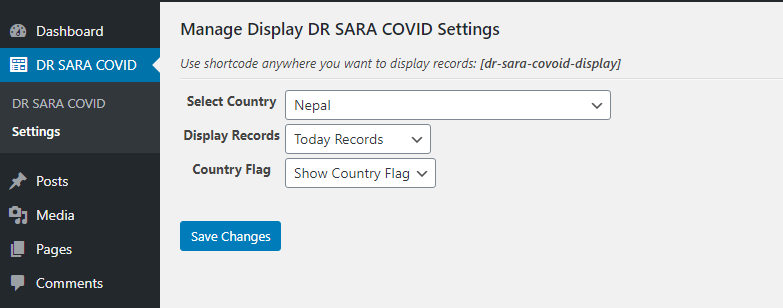 Dashboard
DR SARA COVID
DR SARA COVID
Settings
Posts
Media
Pages
Comments
Manage Display DR SARA COVID Settings
Use shortcode anywhere you want to display records: [dr-sara-covoid-display]
Select Country Nepal
Display Records Today Records
Country Flag Show Country Flag
Save Changes